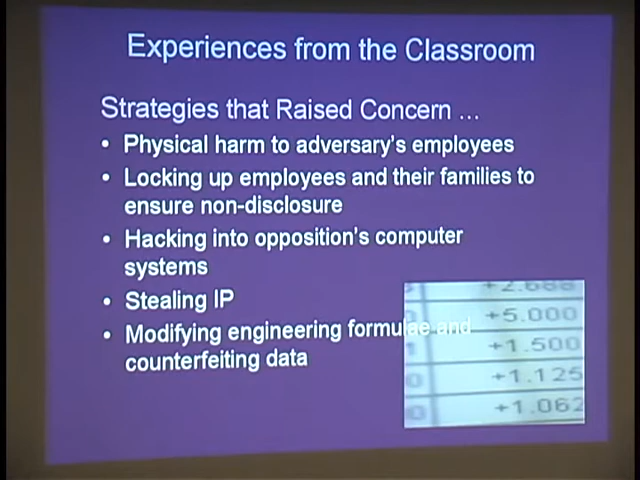 Experiences from the Classroom
Strategies that Raised Concern ...
• Physical harm to adversary's employees
• Locking up employees and their families to
ensure non-disclosure
• Hacking into opposition's computer
systems
• Stealing IP
• Modifying engineering formulae and
counterfeiting data
+2.688
+5.000
+1.500
+1.125
+1.062